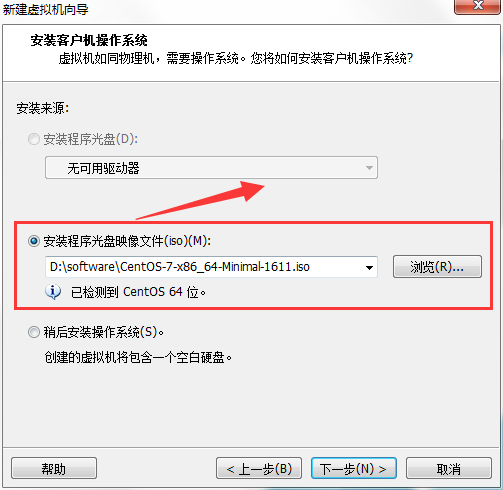 新建虚拟机向导
安装客户机操作系统
虚拟机如同物理机，需要操作系统。您将如何安装客户机操作系统?
安装来源:
安装程序光盘(D):
无可用驱动器
安装程序光盘映像文件(iso)(M):
D:\software\CentOS-7-x86_64-Minimal-1611.iso
浏览(R)...
已检测到 CentOS 64 位。
稍后安装操作系统(S)。
创建的虚拟机将包含一个空白硬盘。
帮助
< 上一步(B)
下一步(N) >
取消